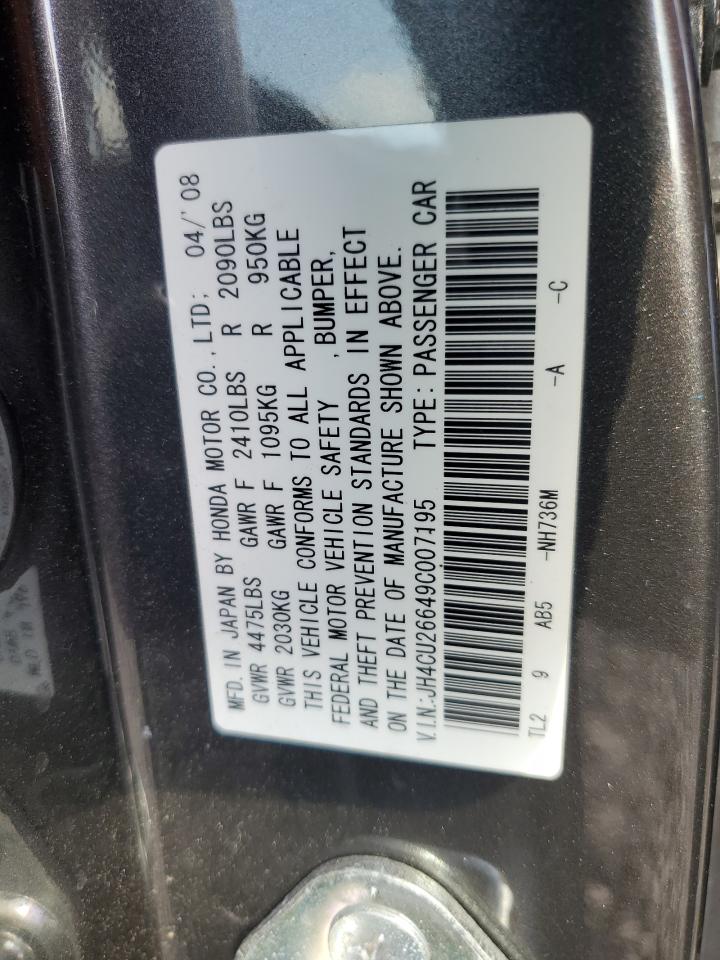 MFD. IN JAPAN BY HONDA MOTOR CO., LTD; 04/'08
GVWR 4475LBS GAWR F 2410LBS R 2090LBS
GVWR 2030KG GAWR F 1095KG R 950KG
THIS VEHICLE CONFORMS TO ALL APPLICABLE
FEDERAL MOTOR VEHICLE SAFETY , BUMPER,
AND THEFT PREVENTION STANDARDS IN EFFECT
ON THE DATE OF MANUFACTURE SHOWN ABOVE.
V.I.N.:JH4CU26649C007195 TYPE: PASSENGER CAR
TL2 9 AB5 -NH736M -A -C